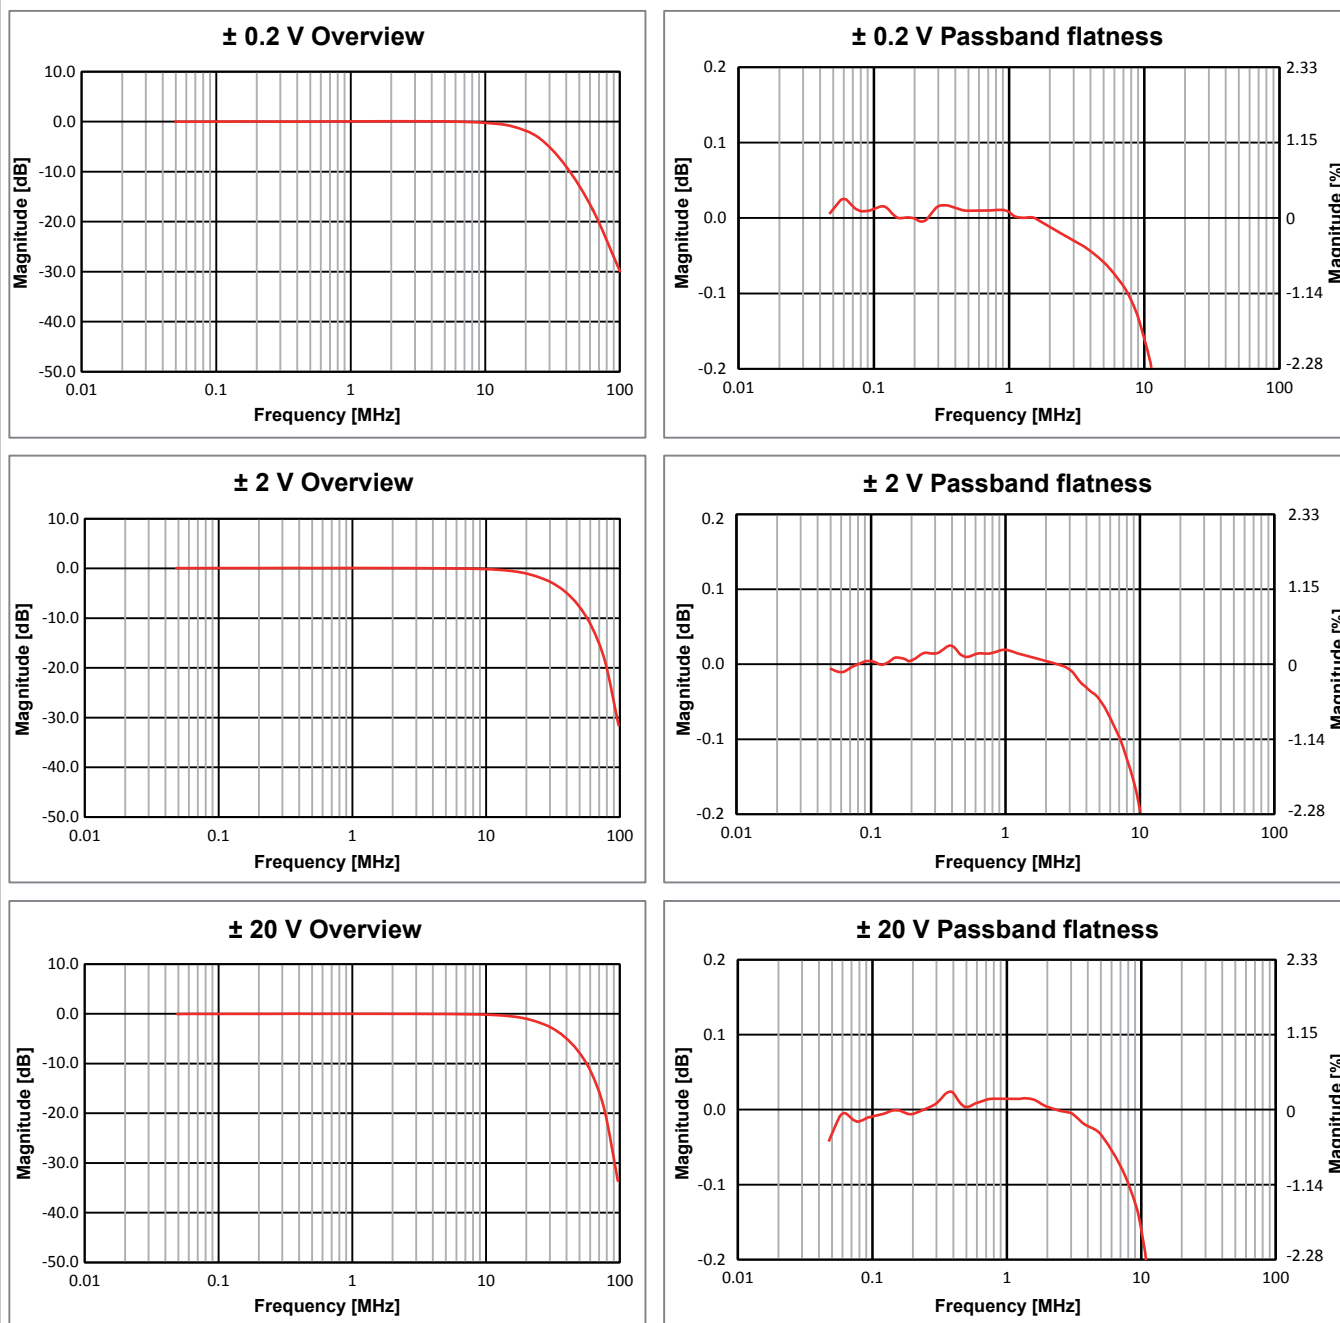 ± 0.2 V Overview
10.0
0.0
-10.0
-20.0
-30.0
-40.0
-50.0
0.01 0.1 1 10 100
Magnitude [dB]
Frequency [MHz]
± 0.2 V Passband flatness
0.2
0.1
0.0
-0.1
-0.2
2.33
1.15
0
-1.14
-2.28
0.01 0.1 1 10 100
Magnitude [dB]
Magnitude [%]
Frequency [MHz]
± 2 V Overview
10.0
0.0
-10.0
-20.0
-30.0
-40.0
-50.0
0.01 0.1 1 10 100
Magnitude [dB]
Frequency [MHz]
± 2 V Passband flatness
0.2
0.1
0.0
-0.1
-0.2
2.33
1.15
0
-1.14
-2.28
0.01 0.1 1 10 100
Magnitude [dB]
Magnitude [%]
Frequency [MHz]
± 20 V Overview
10.0
0.0
-10.0
-20.0
-30.0
-40.0
-50.0
0.01 0.1 1 10 100
Magnitude [dB]
Frequency [MHz]
± 20 V Passband flatness
0.2
0.1
0.0
-0.1
-0.2
2.33
1.15
0
-1.14
-2.28
0.01 0.1 1 10 100
Magnitude [dB]
Magnitude [%]
Frequency [MHz]